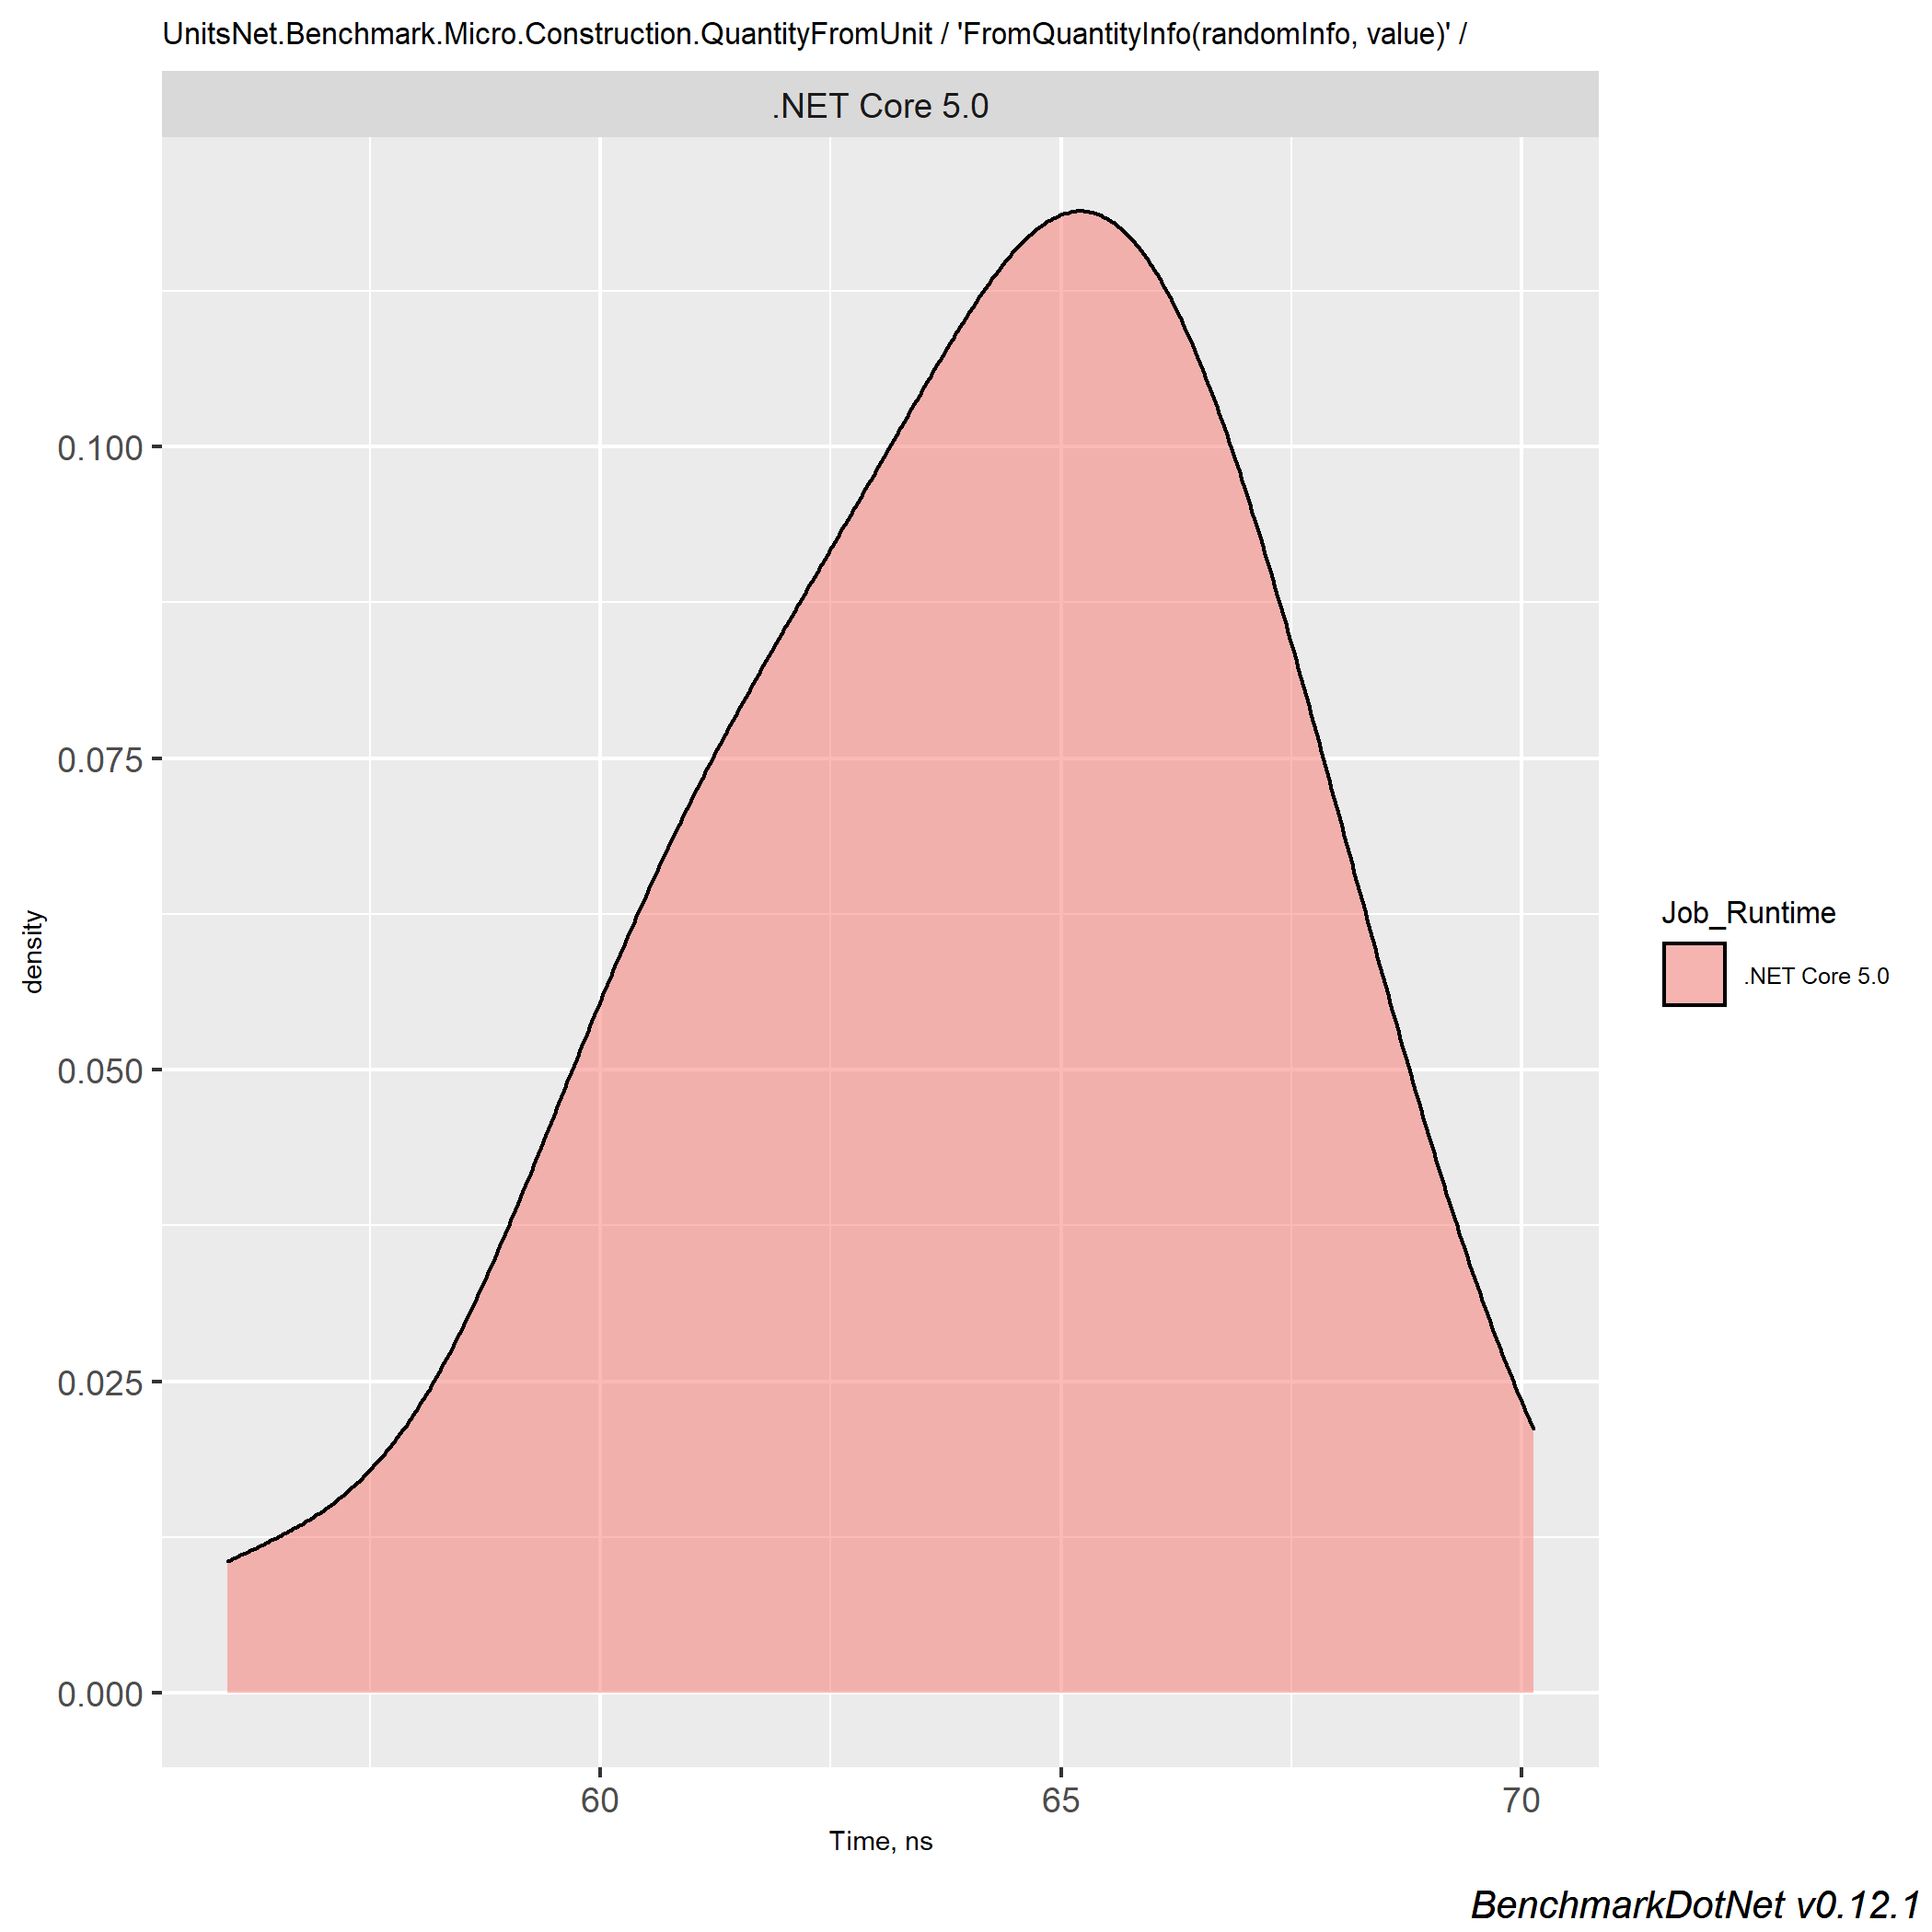 UnitsNet.Benchmark.Micro.Construction.QuantityFromUnit / 'FromQuantityInfo(randomInfo, value)' /
.NET Core 5.0
0.100
0.075
0.050
0.025
0.000
density
60 65 70
Time, ns
Job_Runtime
.NET Core 5.0
BenchmarkDotNet v0.12.1